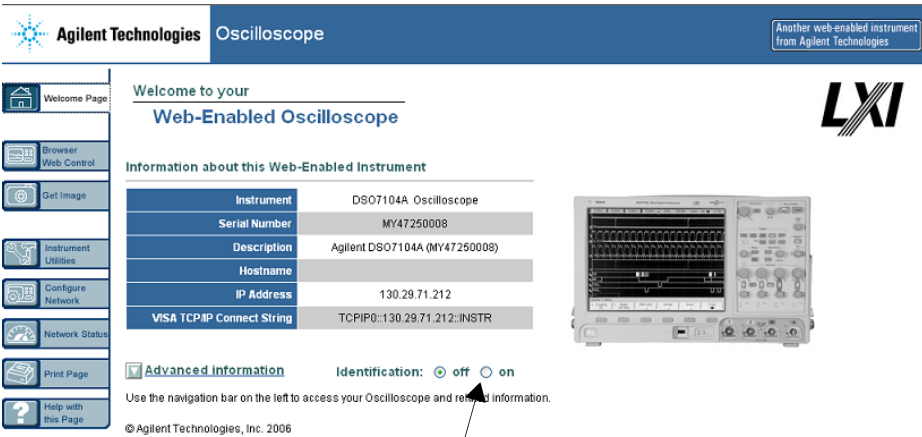 Agilent Technologies
Oscilloscope
Another web-enabled instrument
from Agilent Technologies
Welcome Page
Browser
Web Control
Get Image
Instrument
Utilities
Configure
Network
Network Status
Print Page
Help with
this Page
Welcome to your
Web-Enabled Oscilloscope
LXI
Information about this Web-Enabled Instrument
Instrument DSO7104A Oscilloscope
Serial Number MY47250008
Description Agilent DSO7104A (MY47250008)
Hostname
IP Address 130.29.71.212
VISA TCP/IP Connect String TCPIP0::130.29.71.212::INSTR
Advanced information Identification: off on
Use the navigation bar on the left to access your Oscilloscope and related information.
© Agilent Technologies, Inc. 2006